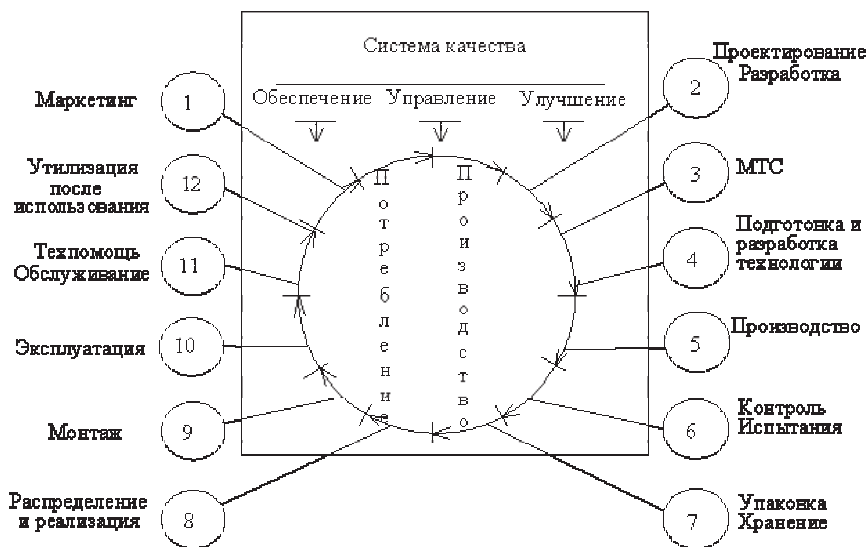 Система качества
Обеспечение Управление Улучшение
Маркетинг
1
2
Проектирование
Разработка
3
МТС
4
Подготовка и
разработка
технологии
5
Производство
6
Контроль
Испытания
7
Упаковка
Хранение
8
Распределение
и реализация
9
Монтаж
10
Эксплуатация
11
Техпомощь
Обслуживание
12
Утилизация
после
использования
Потребление
Производство